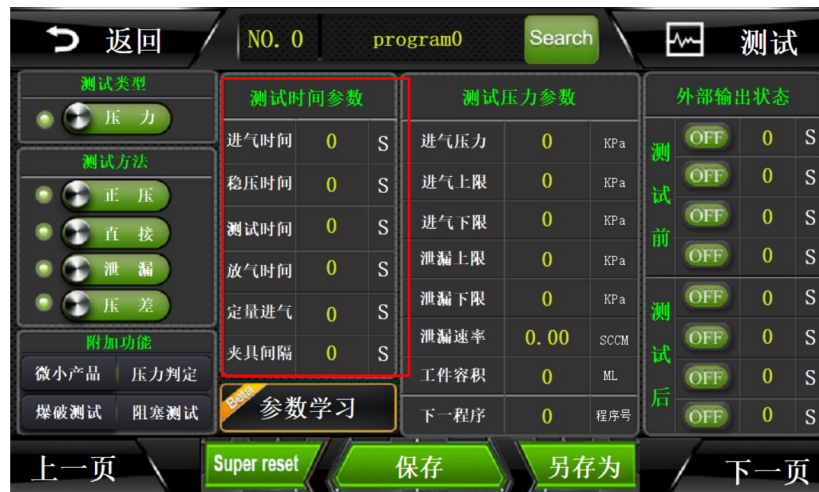 返回
NO. 0
program0
Search
测试
测试类型
压 力
测试方法
正 压
直 接
泄 漏
压 差
附加功能
微小产品 压力判定
爆破测试 阻塞测试
测试时间参数
进气时间 0 S
稳压时间 0 S
测试时间 0 S
放气时间 0 S
定量进气 0 S
夹具间隔 0 S
Beta 参数学习
测试压力参数
进气压力 0 KPa
进气上限 0 KPa
进气下限 0 KPa
泄漏上限 0 KPa
泄漏下限 0 KPa
泄漏速率 0.00 SCCM
工件容积 0 ML
下一程序 0 程序号
外部输出状态
测试前
OFF 0 S
OFF 0 S
OFF 0 S
OFF 0 S
测试后
OFF 0 S
OFF 0 S
OFF 0 S
OFF 0 S
上一页
Super reset
保存
另存为
下一页